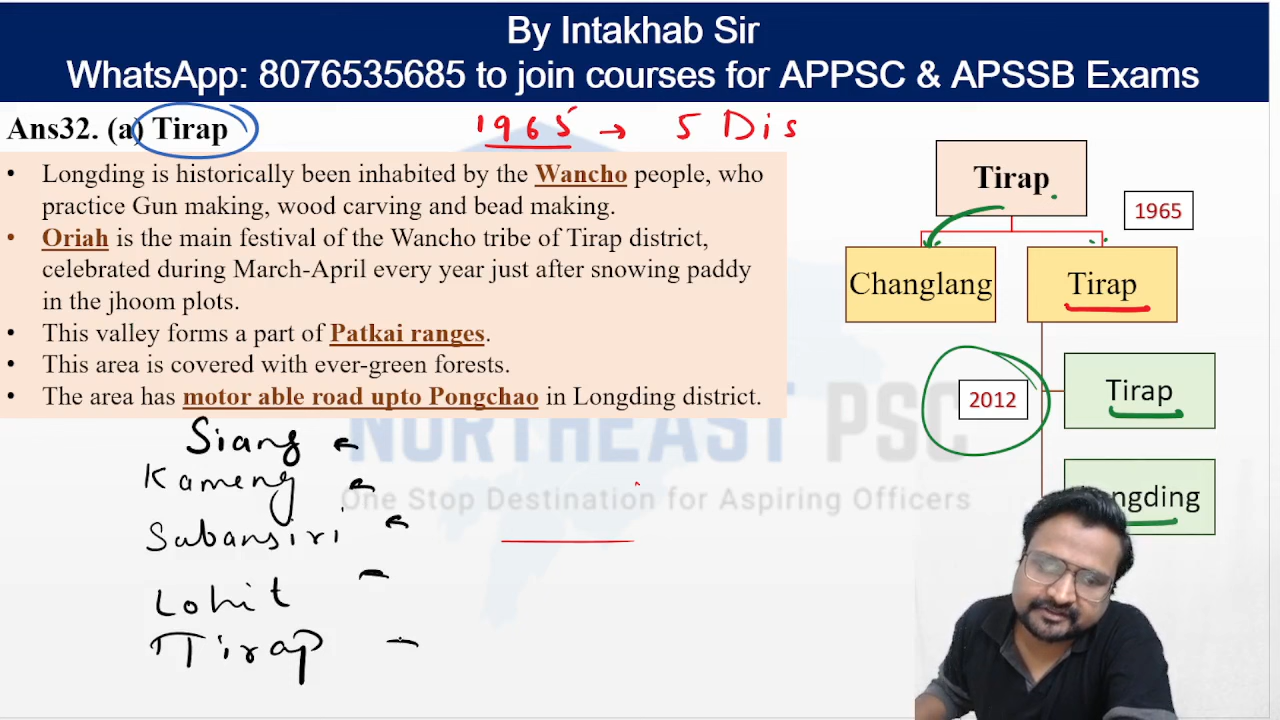 By Intakhab Sir
WhatsApp: 8076535685 to join courses for APPSC & APSSB Exams
Ans32. (a) Tirap
1965 → 5 Dis
• Longding is historically been inhabited by the Wancho people, who
practice Gun making, wood carving and bead making.
• Oriah is the main festival of the Wancho tribe of Tirap district,
celebrated during March-April every year just after snowing paddy
in the jhoom plots.
• This valley forms a part of Patkai ranges.
• This area is covered with ever-green forests.
• The area has motor able road upto Pongchao in Longding district.
Tirap
1965
Changlang
Tirap
2012
Tirap
Longding
NORTHEAST PSC
One Stop Destination for Aspiring Officers
Siang
Kameng
Subansiri
Lohit
Tirap